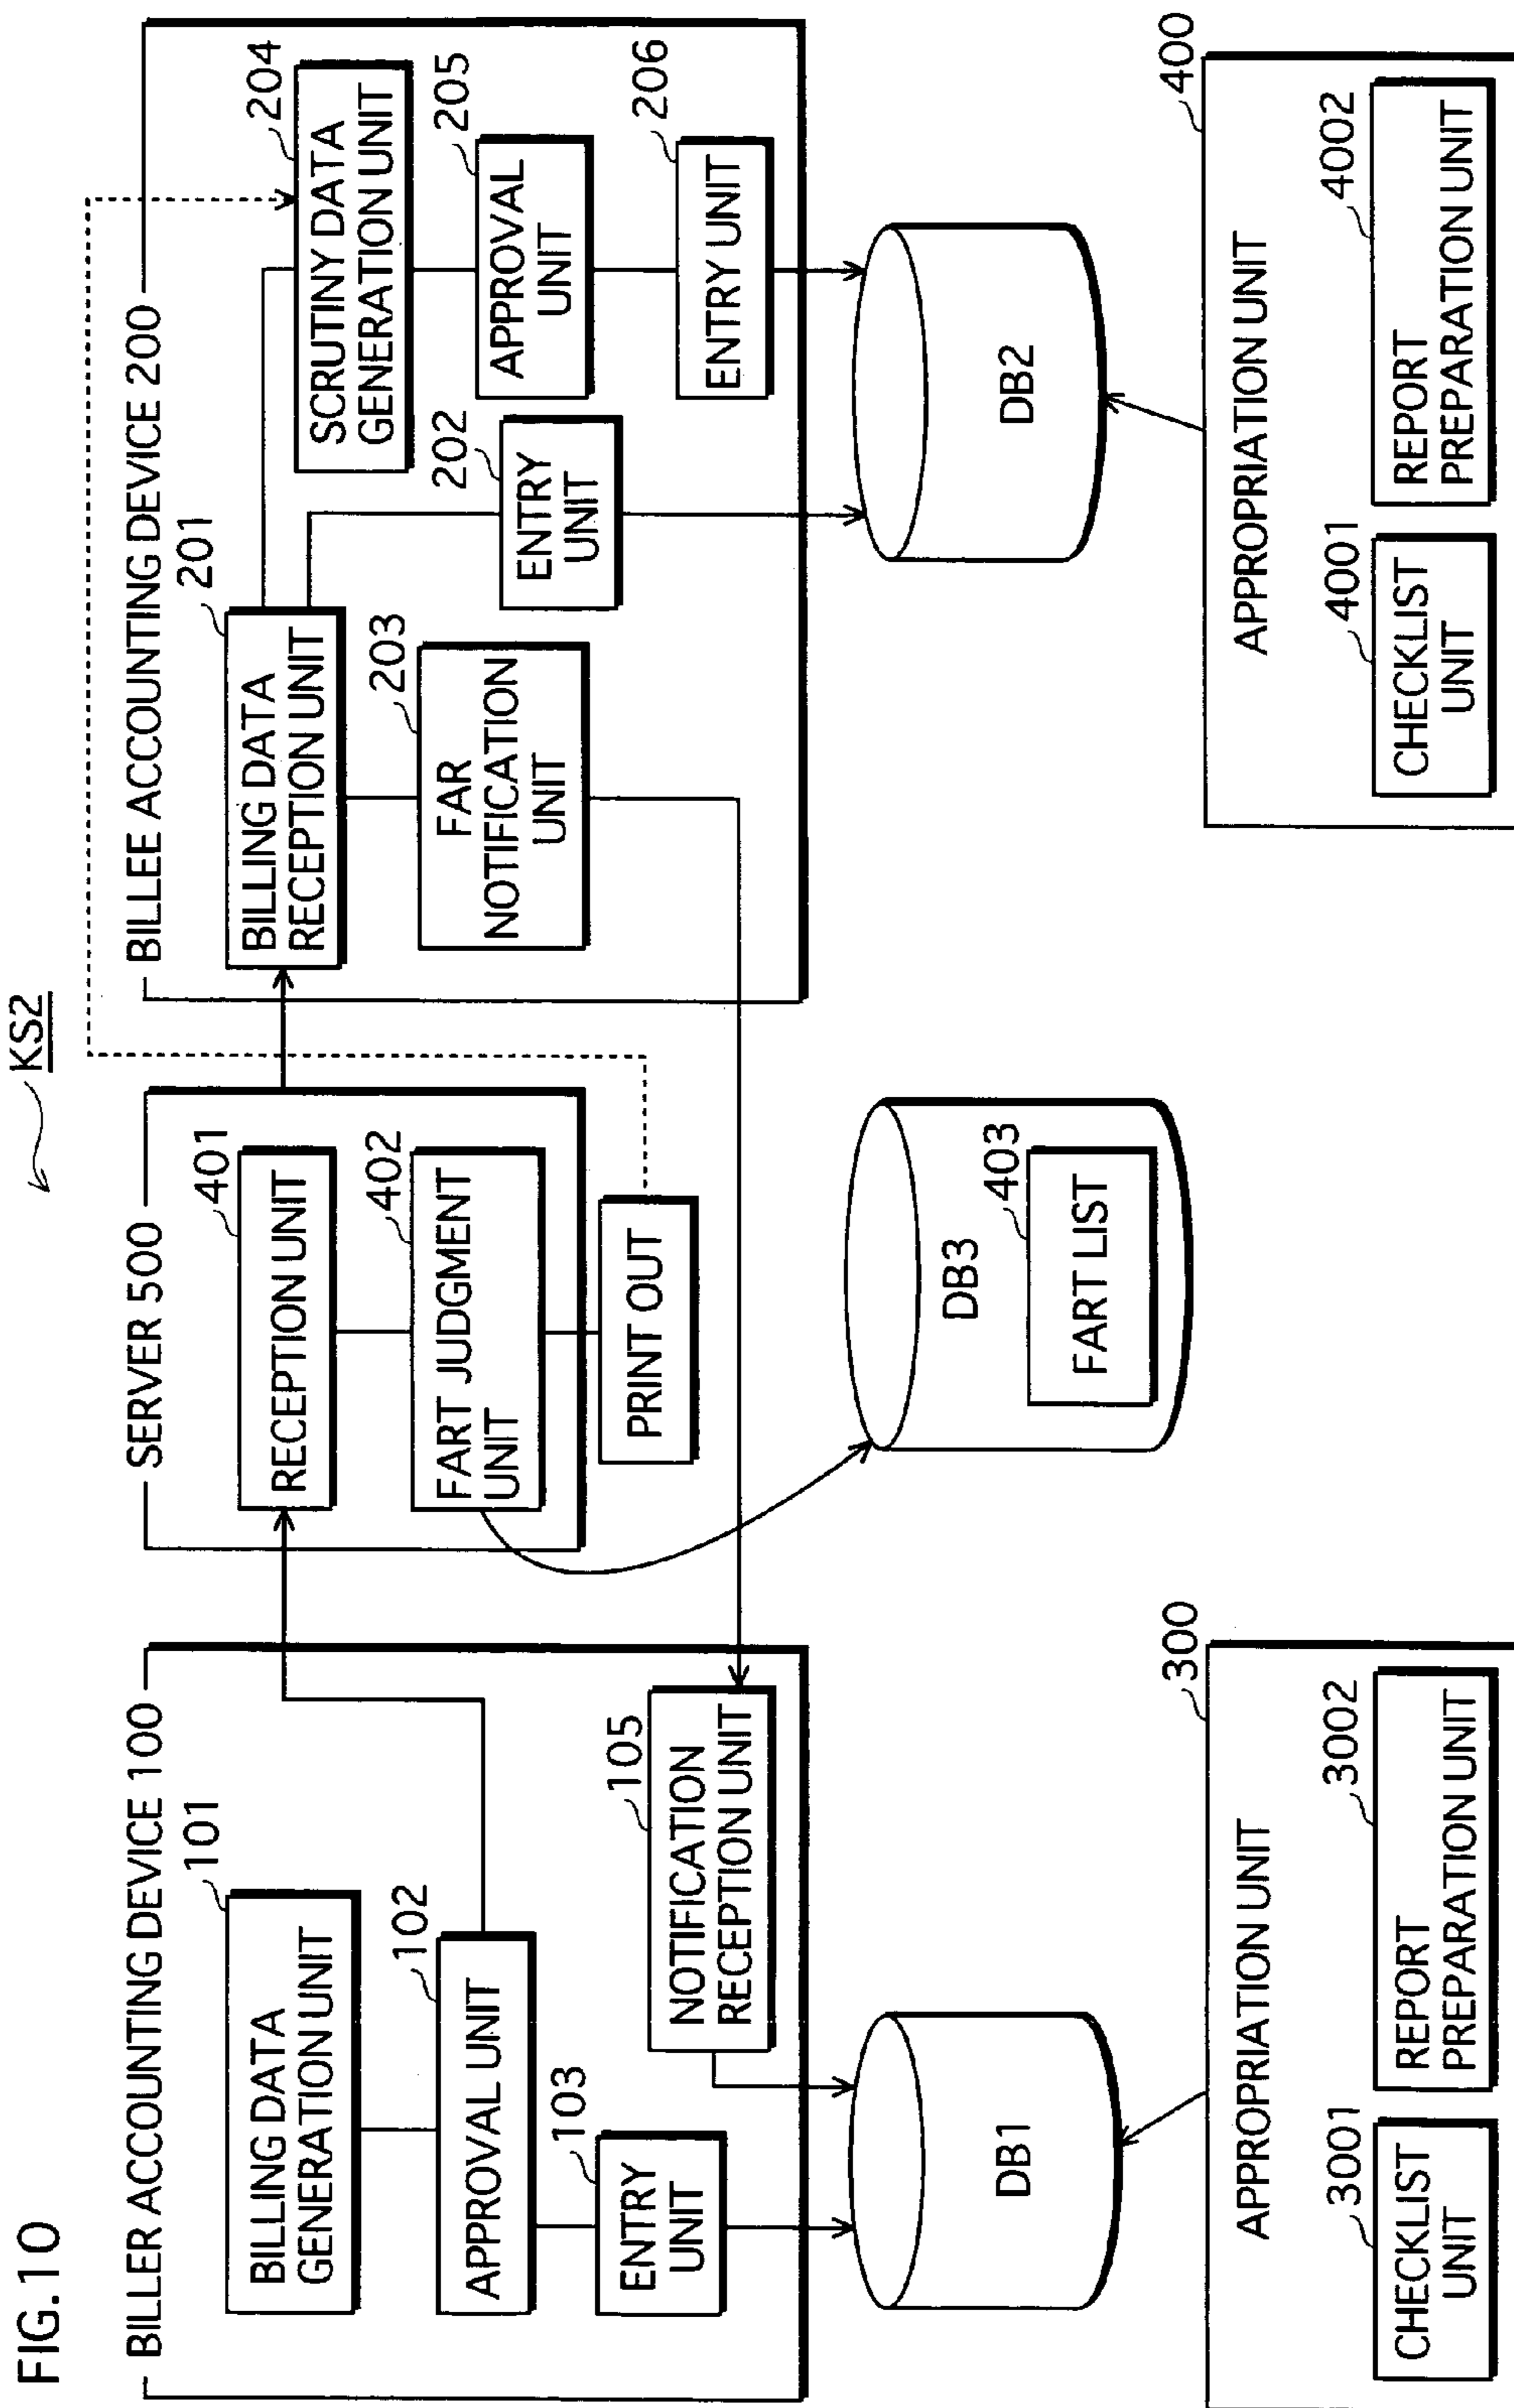 FIG.10
KS2
BILLER ACCOUNTING DEVICE 100
101
BILLING DATA
GENERATION UNIT
102
APPROVAL UNIT
103
ENTRY
UNIT
105
NOTIFICATION
RECEPTION UNIT
DB1
300
APPROPRIATION UNIT
3001
CHECKLIST
UNIT
3002
REPORT
PREPARATION UNIT
SERVER 500
401
RECEPTION UNIT
402
FART JUDGMENT
UNIT
PRINT OUT
DB3
403
FART LIST
BILLEE ACCOUNTING DEVICE 200
201
BILLING DATA
RECEPTION UNIT
203
FAR
NOTIFICATION
UNIT
202
ENTRY
UNIT
204
SCRUTINY DATA
GENERATION UNIT
205
APPROVAL
UNIT
206
ENTRY UNIT
DB2
400
APPROPRIATION UNIT
4001
CHECKLIST
UNIT
4002
REPORT
PREPARATION UNIT